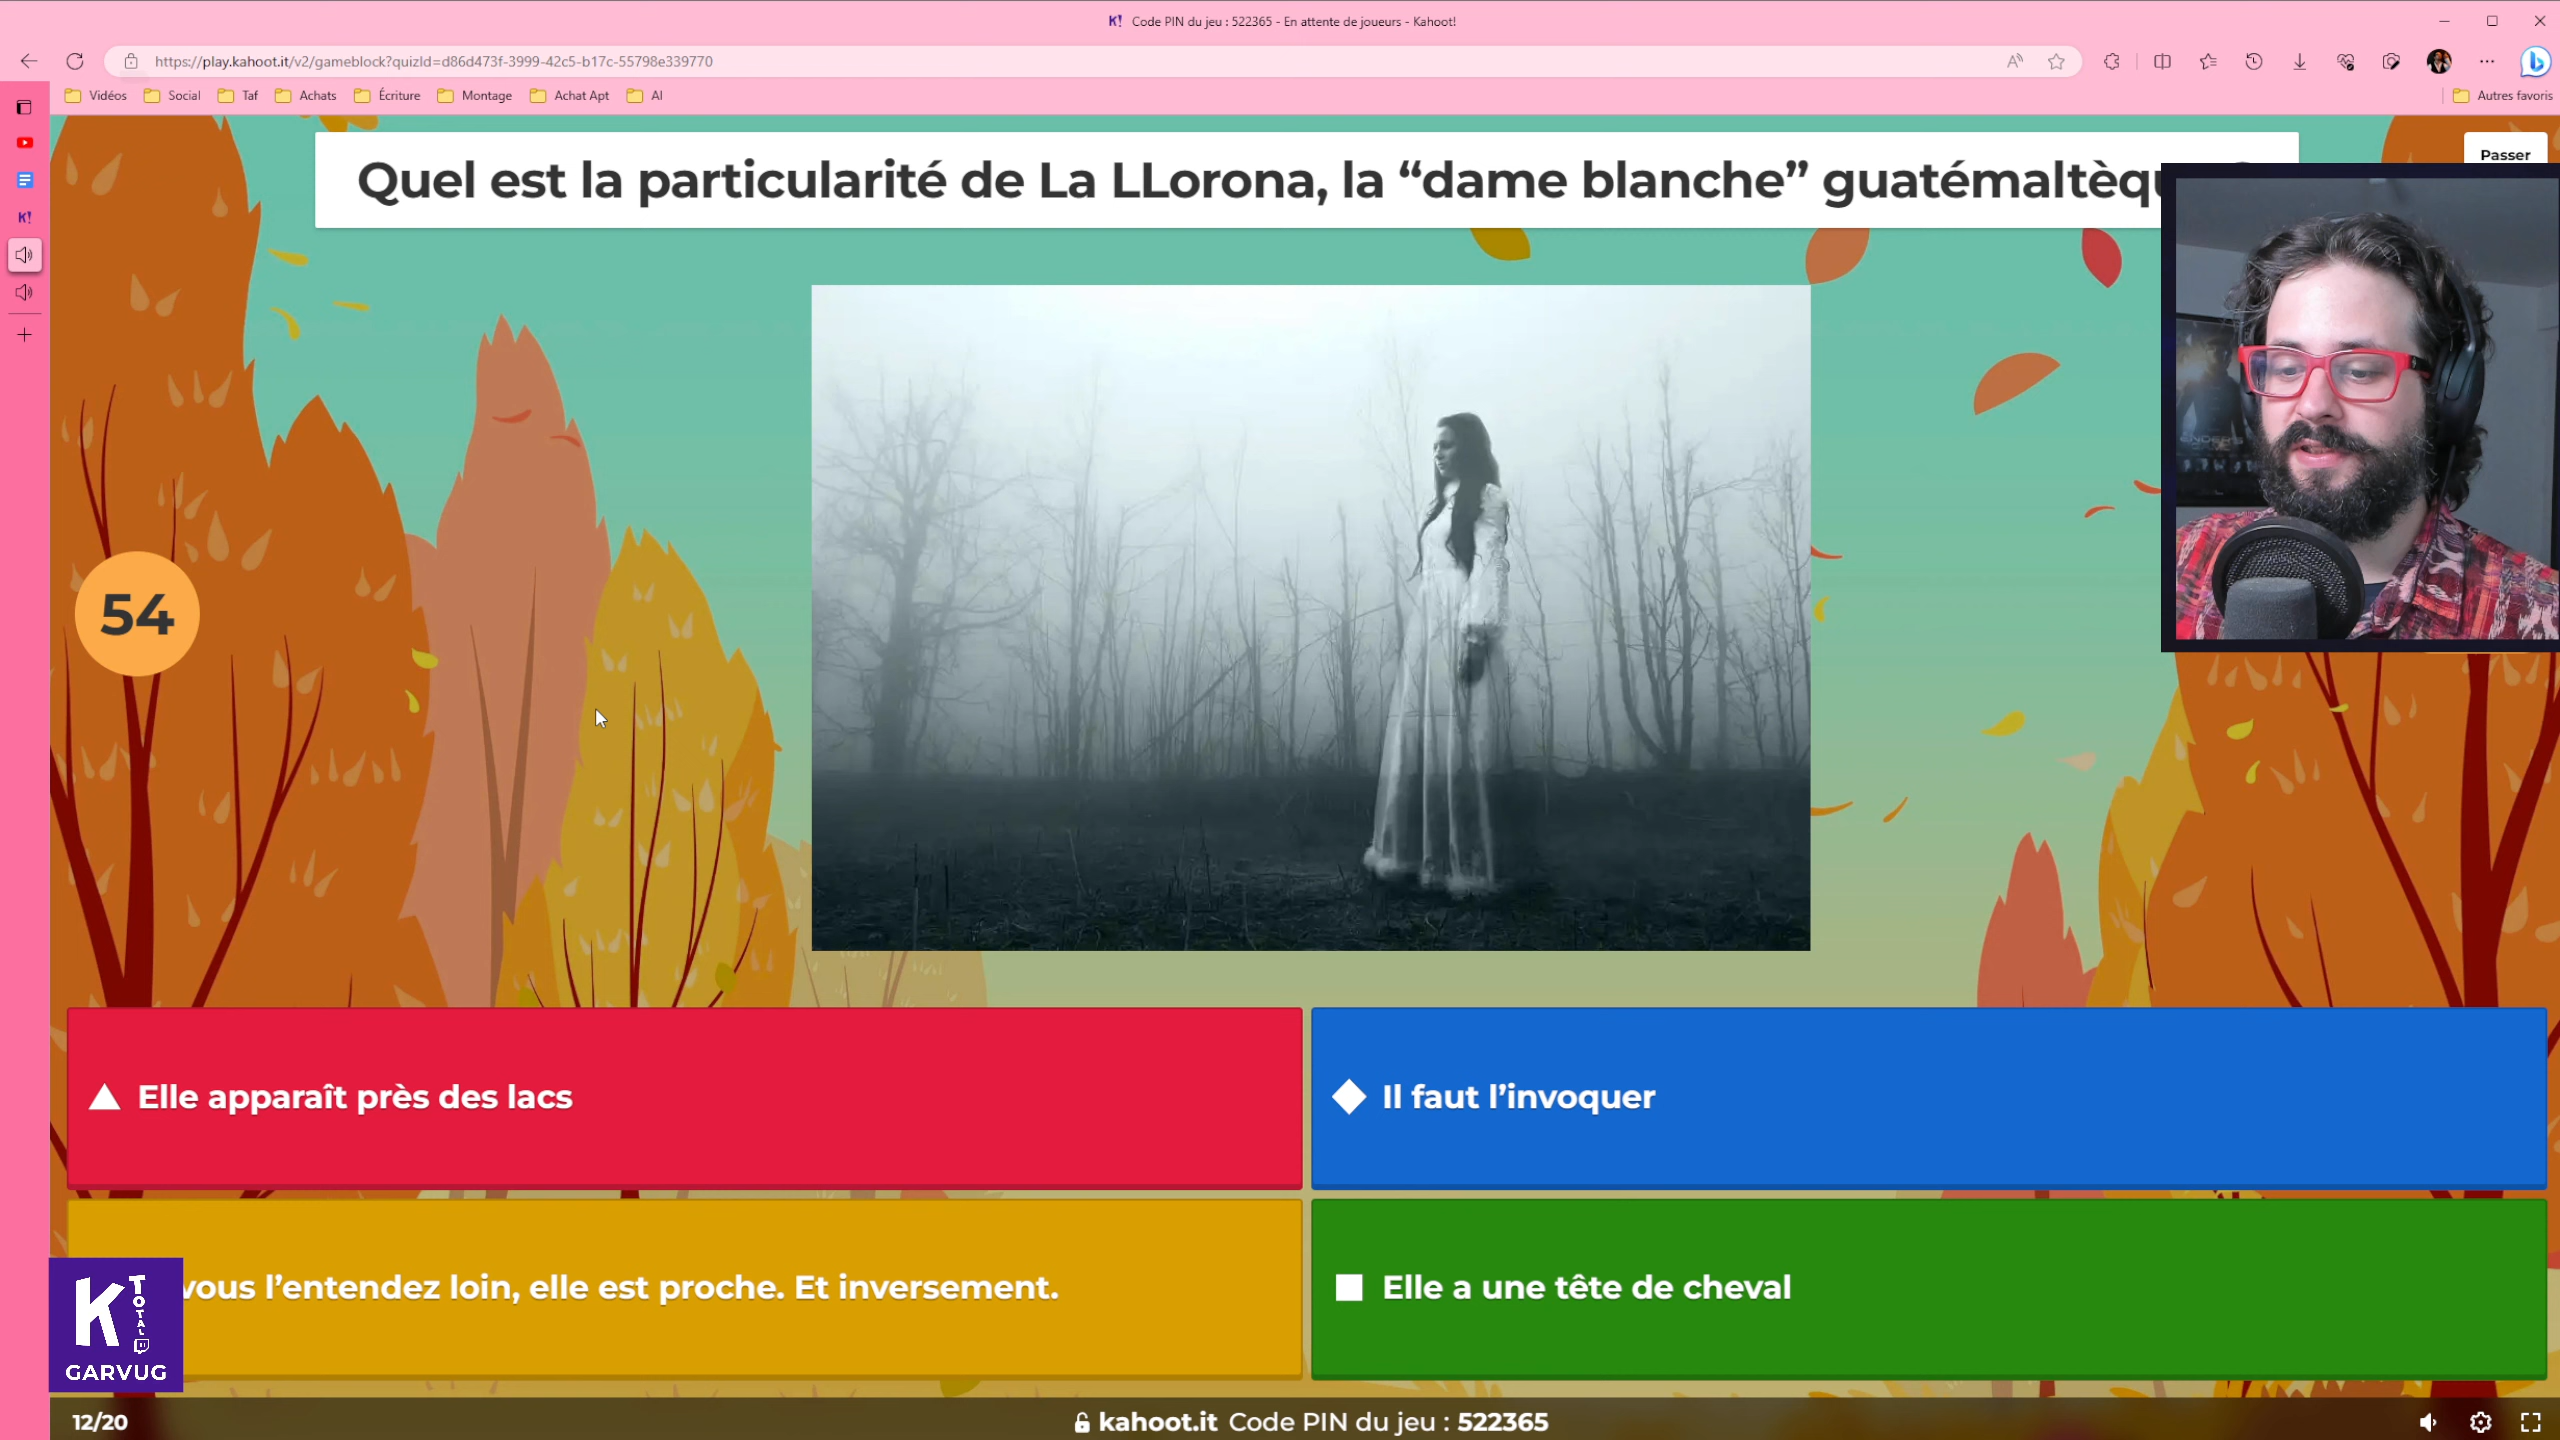 K! Code PIN du jeu : 522365 - En attente de joueurs - Kahoot!
https://play.kahoot.it/v2/gameblock?quizId=d86d473f-3999-42c5-b17c-55798e339770
Vidéos Social Taf Achats Écriture Montage Achat Apt AI Autres favoris
Quel est la particularité de La LLorona, la “dame blanche” guatémaltèqu
Passer
K!
54
Elle apparaît près des lacs
Il faut l’invoquer
vous l’entendez loin, elle est proche. Et inversement.
Elle a une tête de cheval
K TOTAL
GARVUG
12/20
kahoot.it Code PIN du jeu : 522365